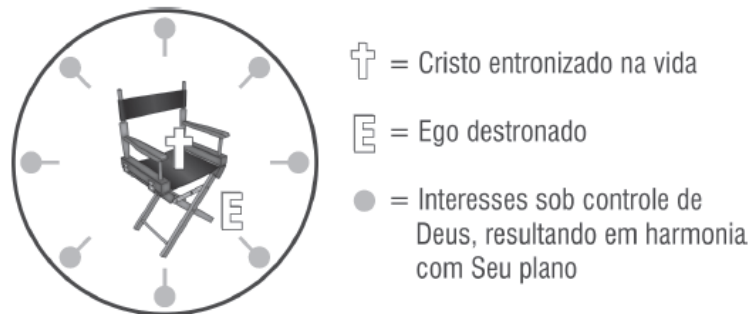 E
= Cristo entronizado na vida
E = Ego destronado
= Interesses sob controle de
Deus, resultando em harmonia
com Seu plano